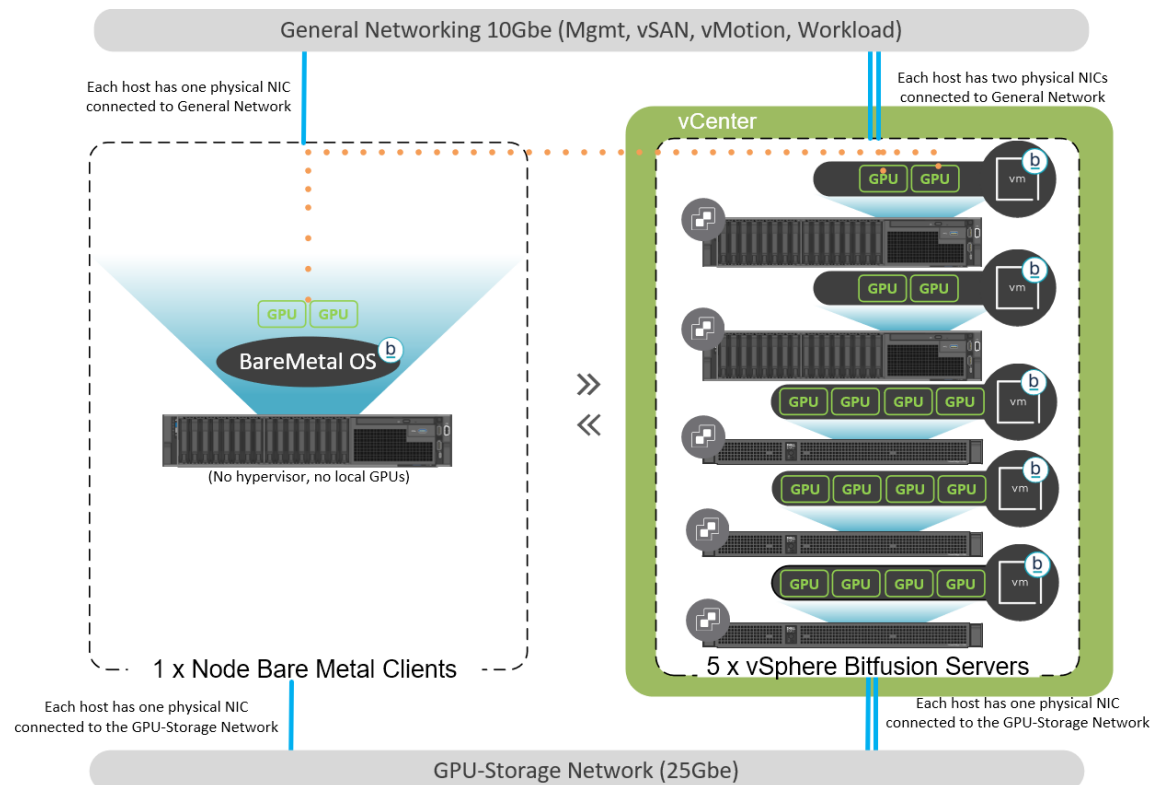 General Networking 10Gbe (Mgmt, vSAN, vMotion, Workload)
Each host has one physical NIC
connected to General Network
Each host has two physical NICs
connected to General Network
vCenter
GPU GPU
vm
b
GPU GPU
vm
b
GPU GPU
BareMetal OS
b
(No hypervisor, no local GPUs)
GPU GPU GPU GPU
vm
b
GPU GPU GPU GPU
vm
b
GPU GPU GPU GPU
vm
b
1 x Node Bare Metal Clients
5 x vSphere Bitfusion Servers
Each host has one physical NIC
connected to the GPU-Storage Network
Each host has one physical NIC
connected to the GPU-Storage Network
GPU-Storage Network (25Gbe)